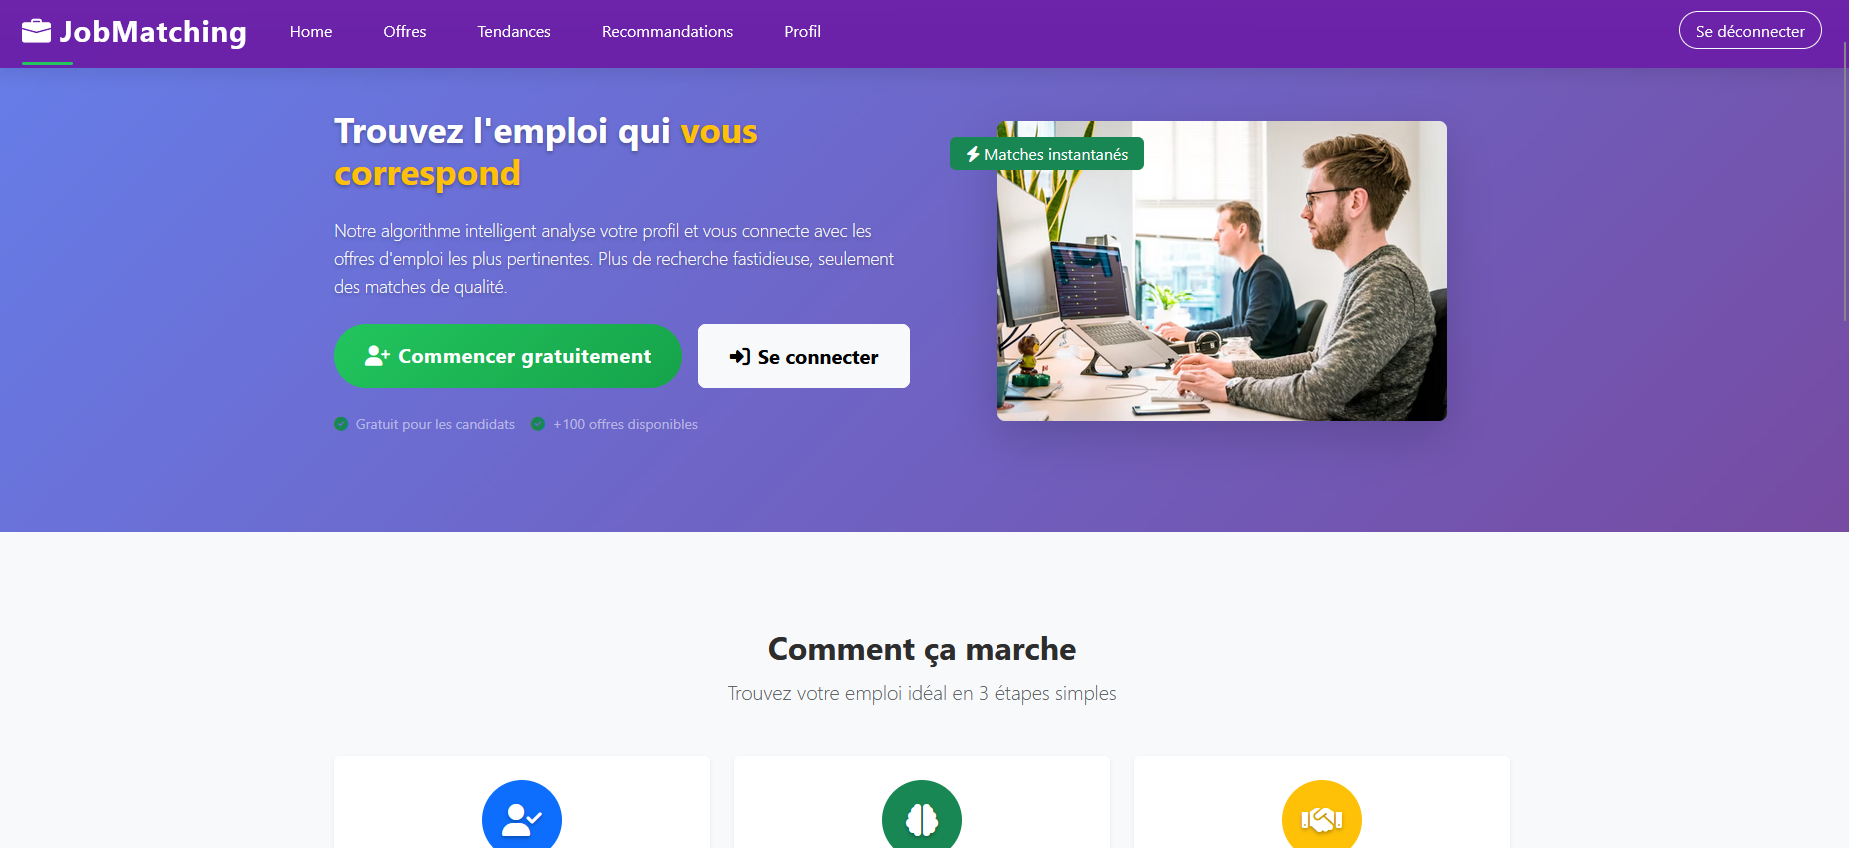 JobMatching
Home
Offres
Tendances
Recommandations
Profil
Se déconnecter
Trouvez l'emploi qui vous
correspond
Notre algorithme intelligent analyse votre profil et vous connecte avec les
offres d'emploi les plus pertinentes. Plus de recherche fastidieuse, seulement
des matches de qualité.
Commencer gratuitement
Se connecter
Gratuit pour les candidats
+100 offres disponibles
Matches instantanés
Comment ça marche
Trouvez votre emploi idéal en 3 étapes simples